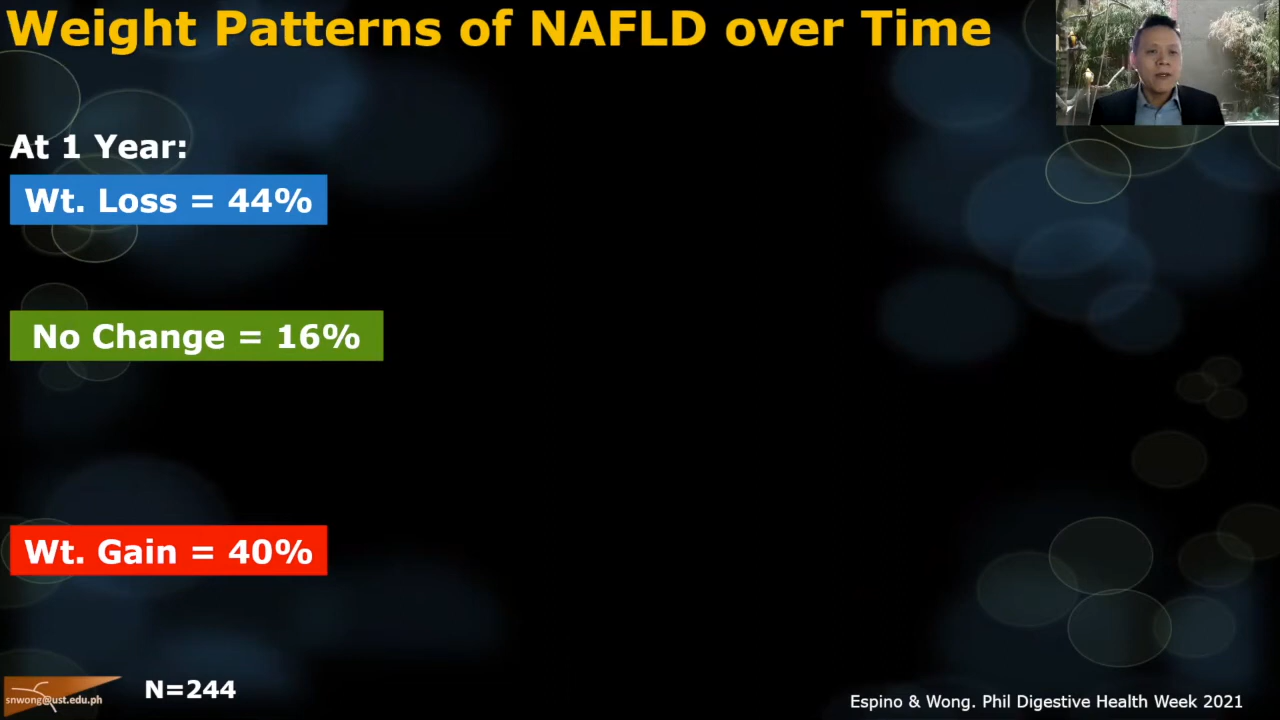 Weight Patterns of NAFLD over Time
At 1 Year:
Wt. Loss = 44%
No Change = 16%
Wt. Gain = 40%
snwong@ust.edu.ph
N=244
Espino & Wong. Phil Digestive Health Week 2021